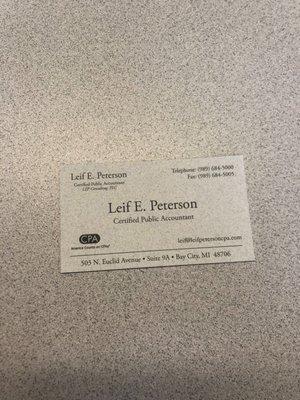 Leif E. Peterson
Certified Public Accountant
LEP Consulting, PLC
Telephone: (989) 684-5000
Fax: (989) 684-5005
Leif E. Peterson
Certified Public Accountant
CPA
America Counts on CPAs
leif@leifpetersoncpa.com
503 N. Euclid Avenue • Suite 9A • Bay City, MI 48706